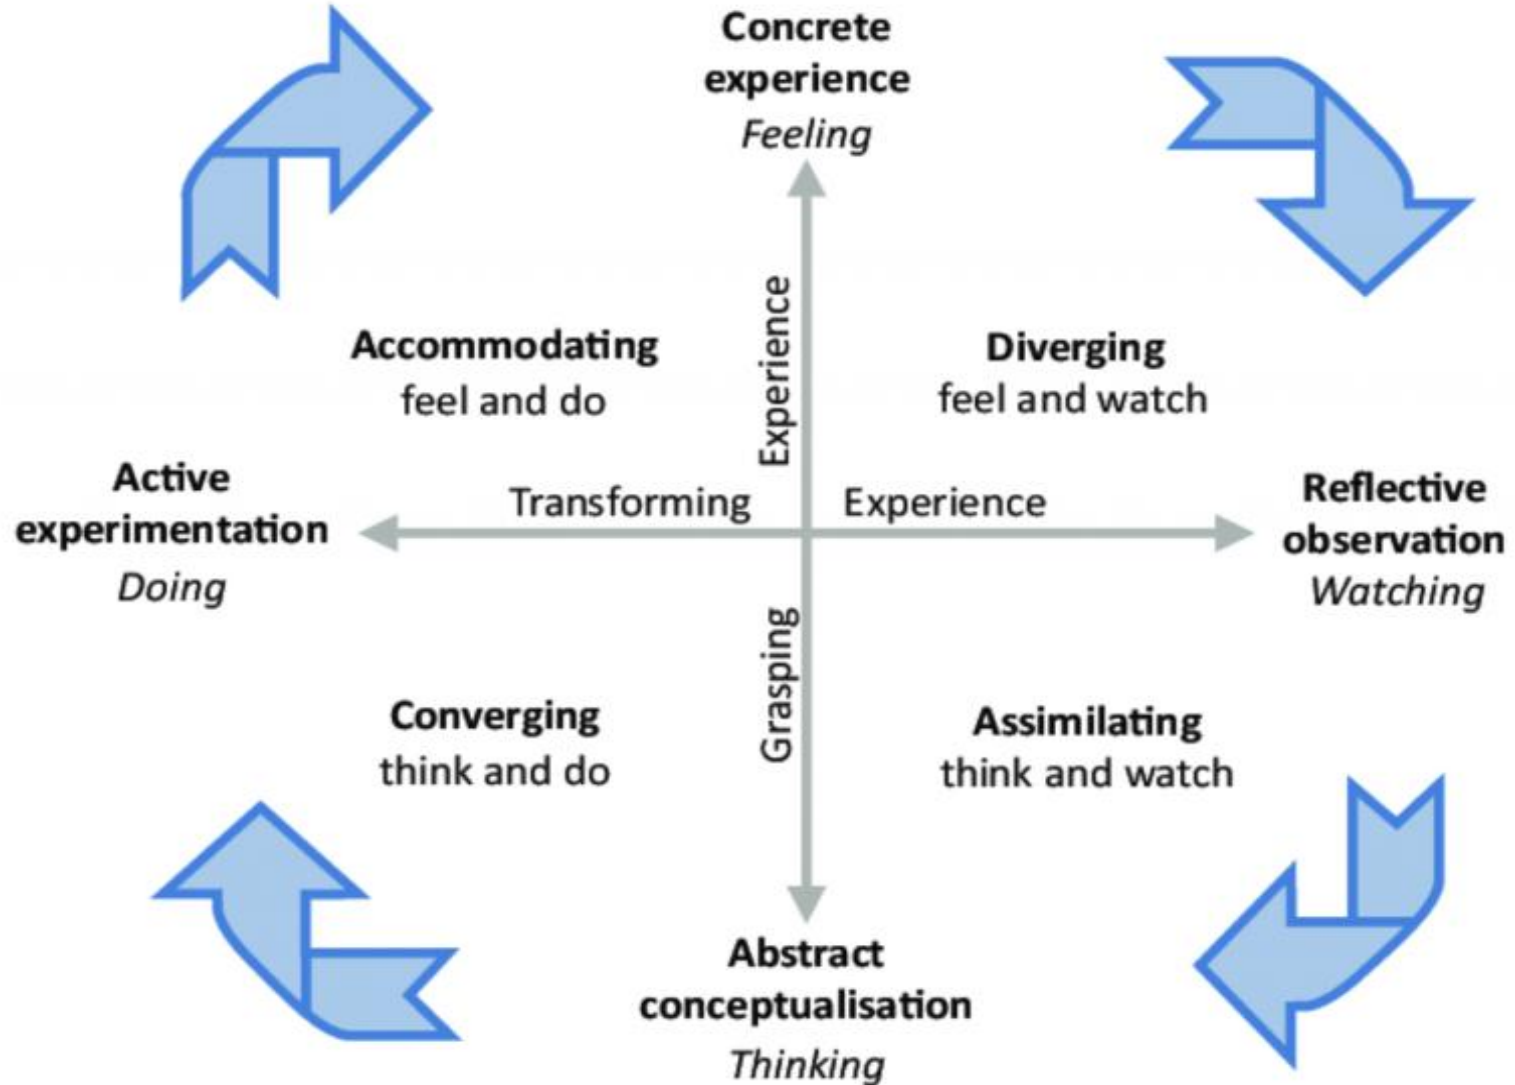 Concrete
experience
Feeling
Accommodating
feel and do
Experience
Diverging
feel and watch
Active
experimentation
Doing
Transforming
Experience
Reflective
observation
Watching
Grasping
Converging
think and do
Assimilating
think and watch
Abstract
conceptualisation
Thinking